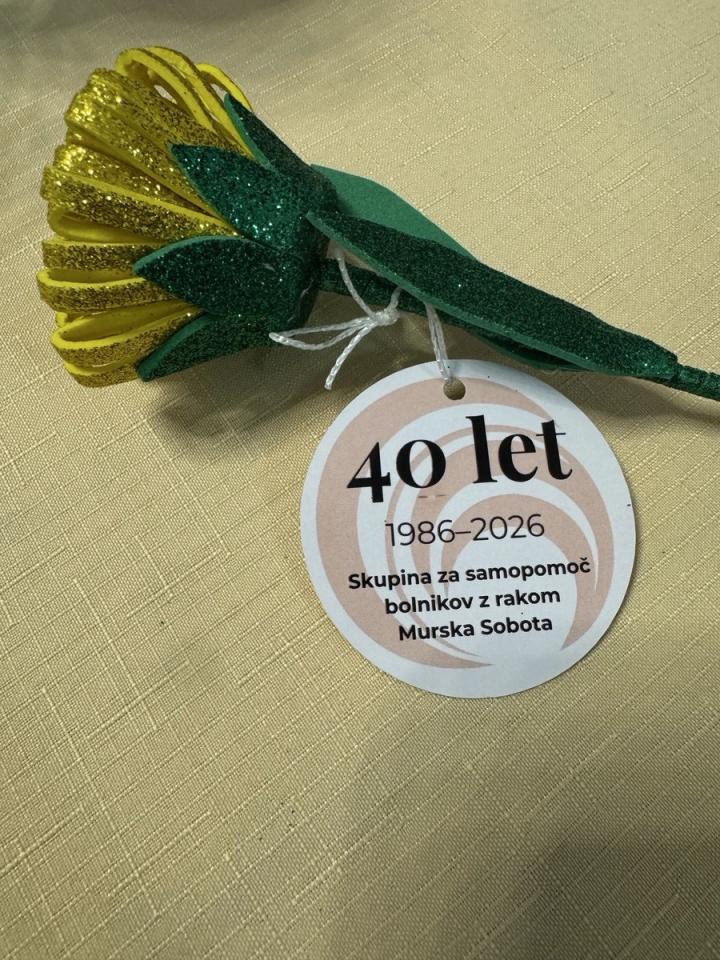 40 let
1986–2026
Skupina za samopomoč
bolnikov z rakom
Murska Sobota